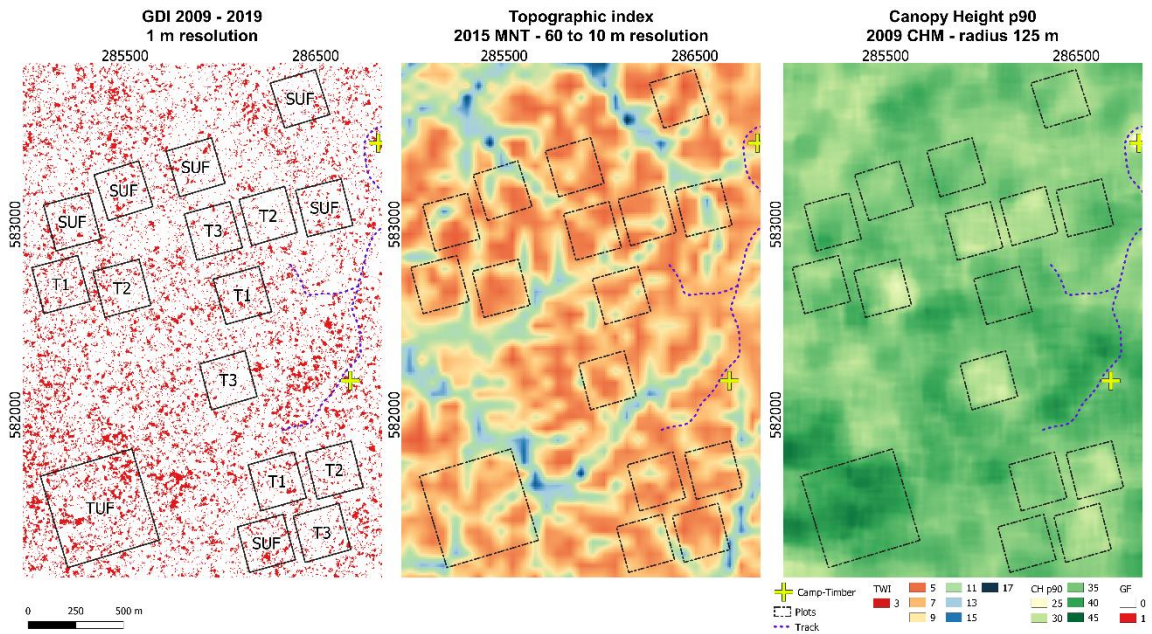 GDI 2009 - 2019
1 m resolution
Topographic index
2015 MNT - 60 to 10 m resolution
Canopy Height p90
2009 CHM - radius 125 m
285500 286500
285500 286500
285500 286500
583000
582000
583000
582000
583000
582000
SUF
SUF
SUF
SUF
T2
SUF
T3
T1
T2
T1
T3
T2
T1
TUF
T3
SUF
0 250 500 m
Camp-Timber
Plots
Track
TWI
3
5
7
9
11
13
15
17
CH p90
25
30
35
40
45
GF
0
1